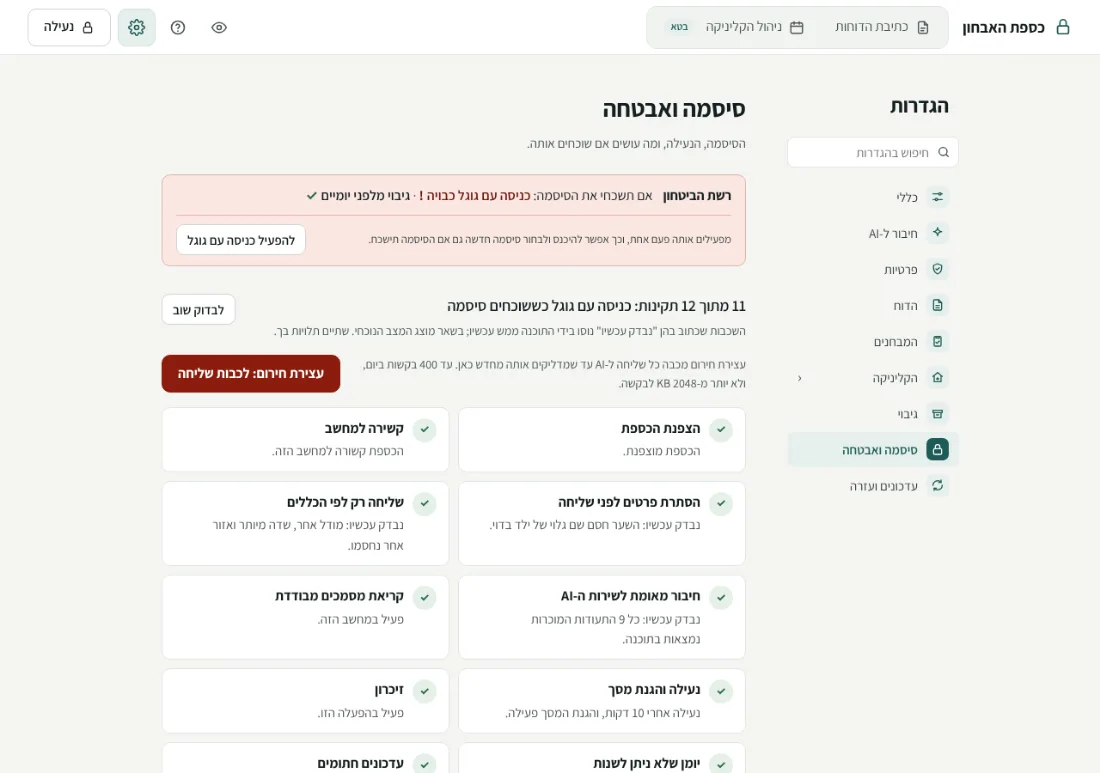 כספת האבחון
כתיבת הדוחות
ניהול הקליניקה
בטא
נעילה
הגדרות
חיפוש בהגדרות
כללי
חיבור ל-AI
פרטיות
הדוח
המבחנים
הקליניקה
גיבוי
סיסמה ואבטחה
עדכונים ועזרה
סיסמה ואבטחה
הסיסמה, הנעילה, ומה עושים אם שוכחים אותה.
רשת הביטחון אם תשכחי את הסיסמה: כניסה עם גוגל כבויה ! · גיבוי מלפני יומיים ✓
מפעילים אותה פעם אחת, וכך אפשר להיכנס ולבחור סיסמה חדשה גם אם הסיסמה תישכח.
להפעיל כניסה עם גוגל
11 מתוך 12 תקינות: כניסה עם גוגל כששוכחים סיסמה
השכבות שכתוב בהן "נבדק עכשיו" נוסו בידי התוכנה ממש עכשיו; בשאר מוצג המצב הנוכחי. שתיים תלויות בך.
לבדוק שוב
עצירת חירום מכבה כל שליחה ל-AI עד שמדליקים אותה מחדש כאן. עד 400 בקשות ביום,
ולא יותר מ-2048 KB לבקשה.
עצירת חירום: לכבות שליחה
הצפנת הכספת
הכספת מוצפנת.
קשירה למחשב
הכספת קשורה למחשב הזה.
הסתרת פרטים לפני שליחה
נבדק עכשיו: השער חסם שם גלוי של ילד בדוי.
שליחה רק לפי הכללים
נבדק עכשיו: מודל אחר, שדה מיותר ואזור
אחר נחסמו.
חיבור מאומת לשירות ה-AI
נבדק עכשיו: כל 9 התעודות המוכרות
נמצאות בתוכנה.
קריאת מסמכים מבודדת
פעיל במחשב הזה.
נעילה והגנת מסך
נעילה אחרי 10 דקות, והגנת המסך פעילה.
זיכרון
פעיל בהפעלה הזו.
יומן שלא ניתן לשנות
עדכונים חתומים